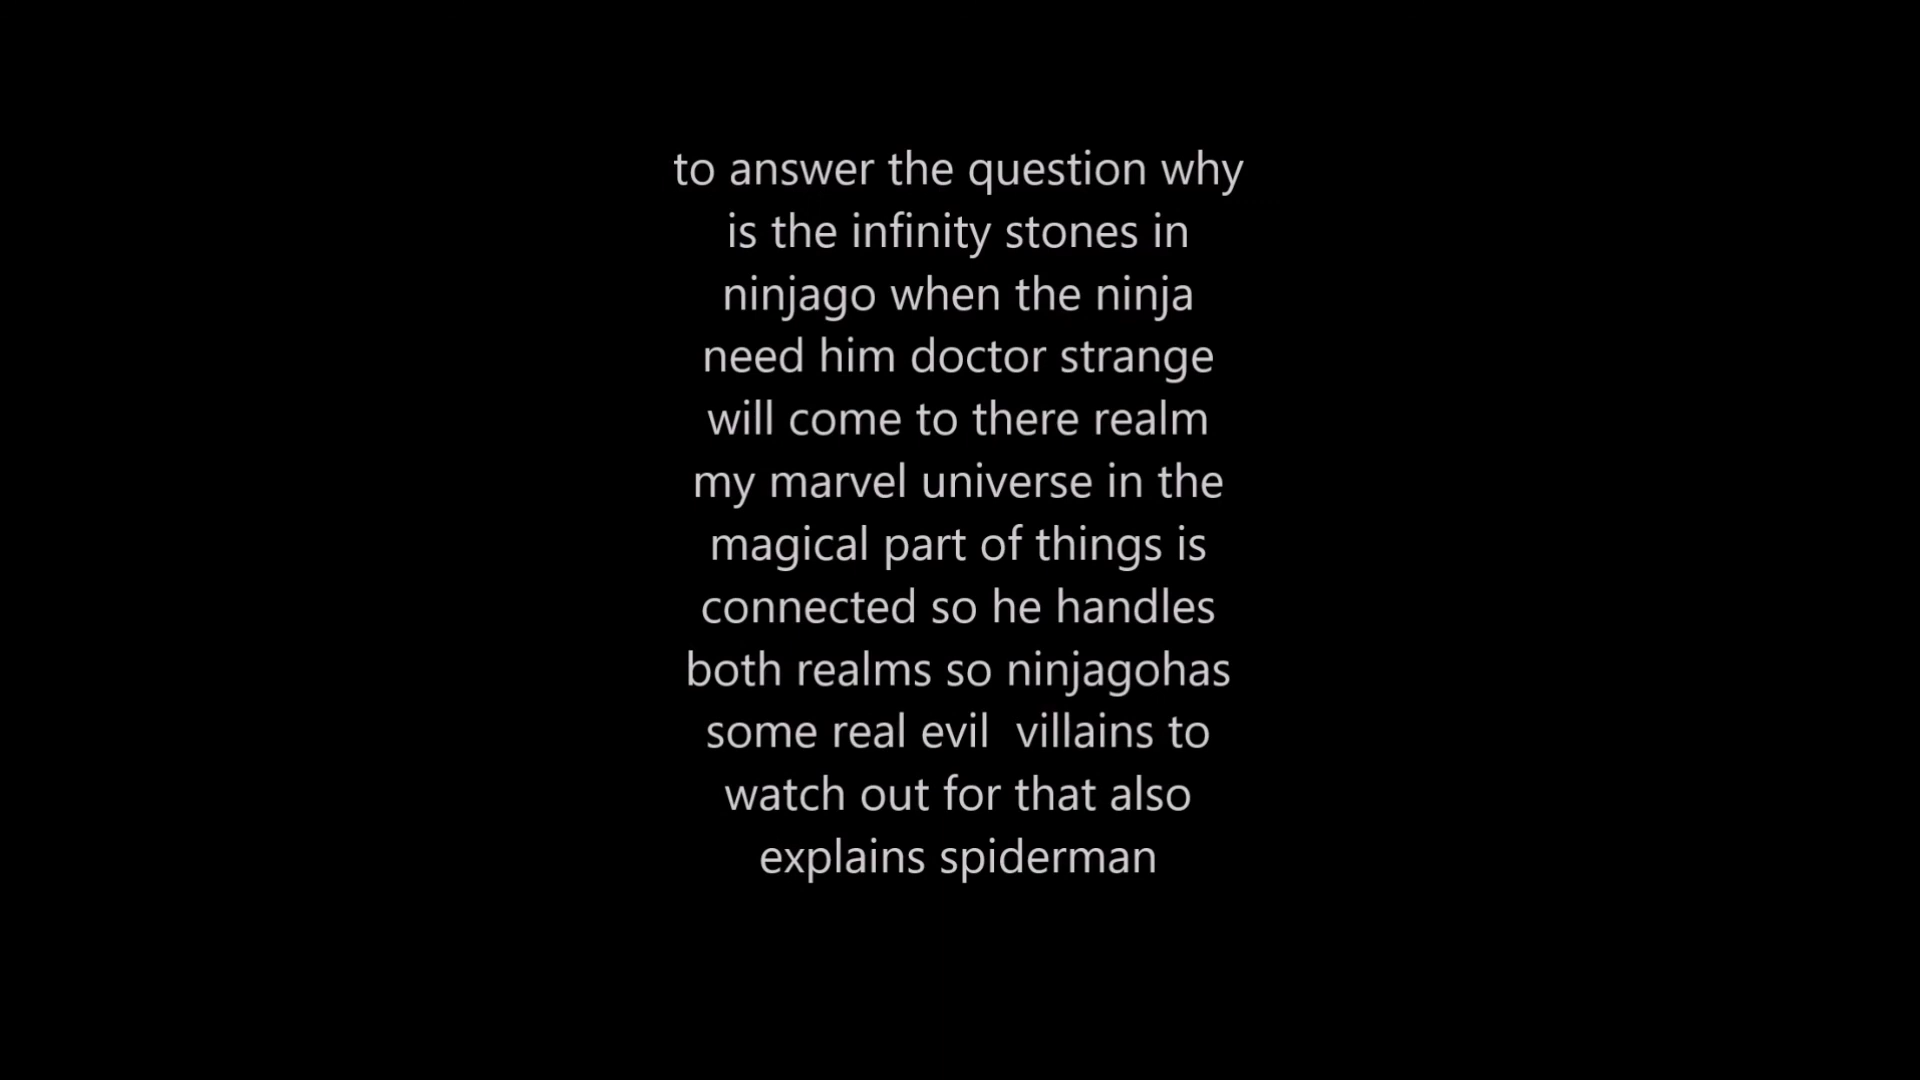 to answer the question why
is the infinity stones in
ninjago when the ninja
need him doctor strange
will come to there realm
my marvel universe in the
magical part of things is
connected so he handles
both realms so ninjagohas
some real evil  villains to
watch out for that also
explains spiderman